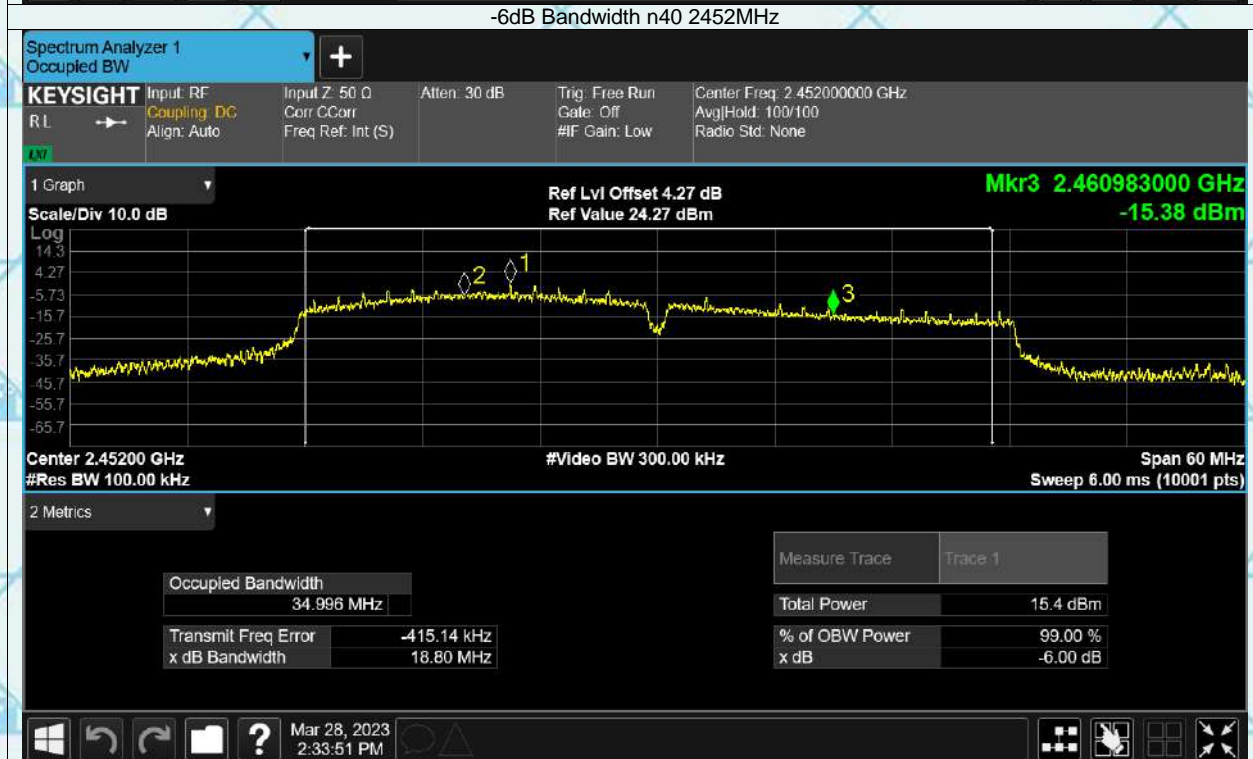 -6dB Bandwidth n40 2452MHz
Spectrum Analyzer 1
Occupied BW
+
KEYSIGHT
RL
LXI
Input: RF
Coupling: DC
Align: Auto
Input Z: 50 Ω
Corr CCorr
Freq Ref: Int (S)
Atten: 30 dB
Trig: Free Run
Gate: Off
#IF Gain: Low
Center Freq: 2.452000000 GHz
Avg|Hold: 100/100
Radio Std: None
1 Graph
Scale/Div 10.0 dB
Ref Lvl Offset 4.27 dB
Ref Value 24.27 dBm
Mkr3 2.460983000 GHz
-15.38 dBm
Log
14.3
4.27
-5.73
-15.7
-25.7
-35.7
-45.7
-55.7
-65.7
2
1
3
Center 2.45200 GHz
#Res BW 100.00 kHz
#Video BW 300.00 kHz
Span 60 MHz
Sweep 6.00 ms (10001 pts)
2 Metrics
Measure Trace Trace 1
Occupied Bandwidth
34.996 MHz
Total Power 15.4 dBm
Transmit Freq Error -415.14 kHz
% of OBW Power 99.00 %
x dB Bandwidth 18.80 MHz
x dB -6.00 dB
?
Mar 28, 2023
2:33:51 PM